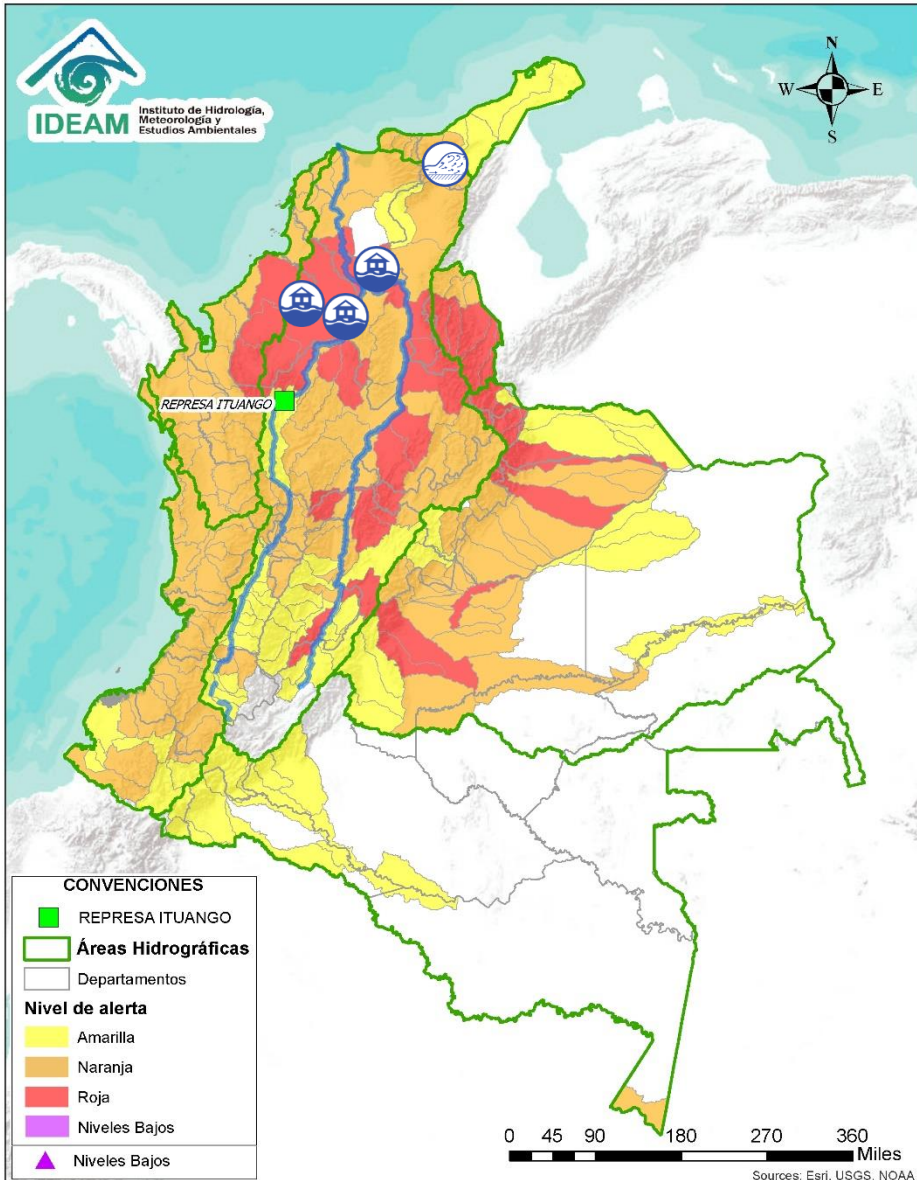 IDEAM
Instituto de Hidrología,
Meteorología y
Estudios Ambientales
N
W
E
S
REPRESA ITUANGO
CONVENCIONES
REPRESA ITUANGO
Áreas Hidrográficas
Departamentos
Nivel de alerta
Amarilla
Naranja
Roja
Niveles Bajos
Niveles Bajos
0 45 90 180 270 360
Miles
Sources: Esri, USGS, NOAA